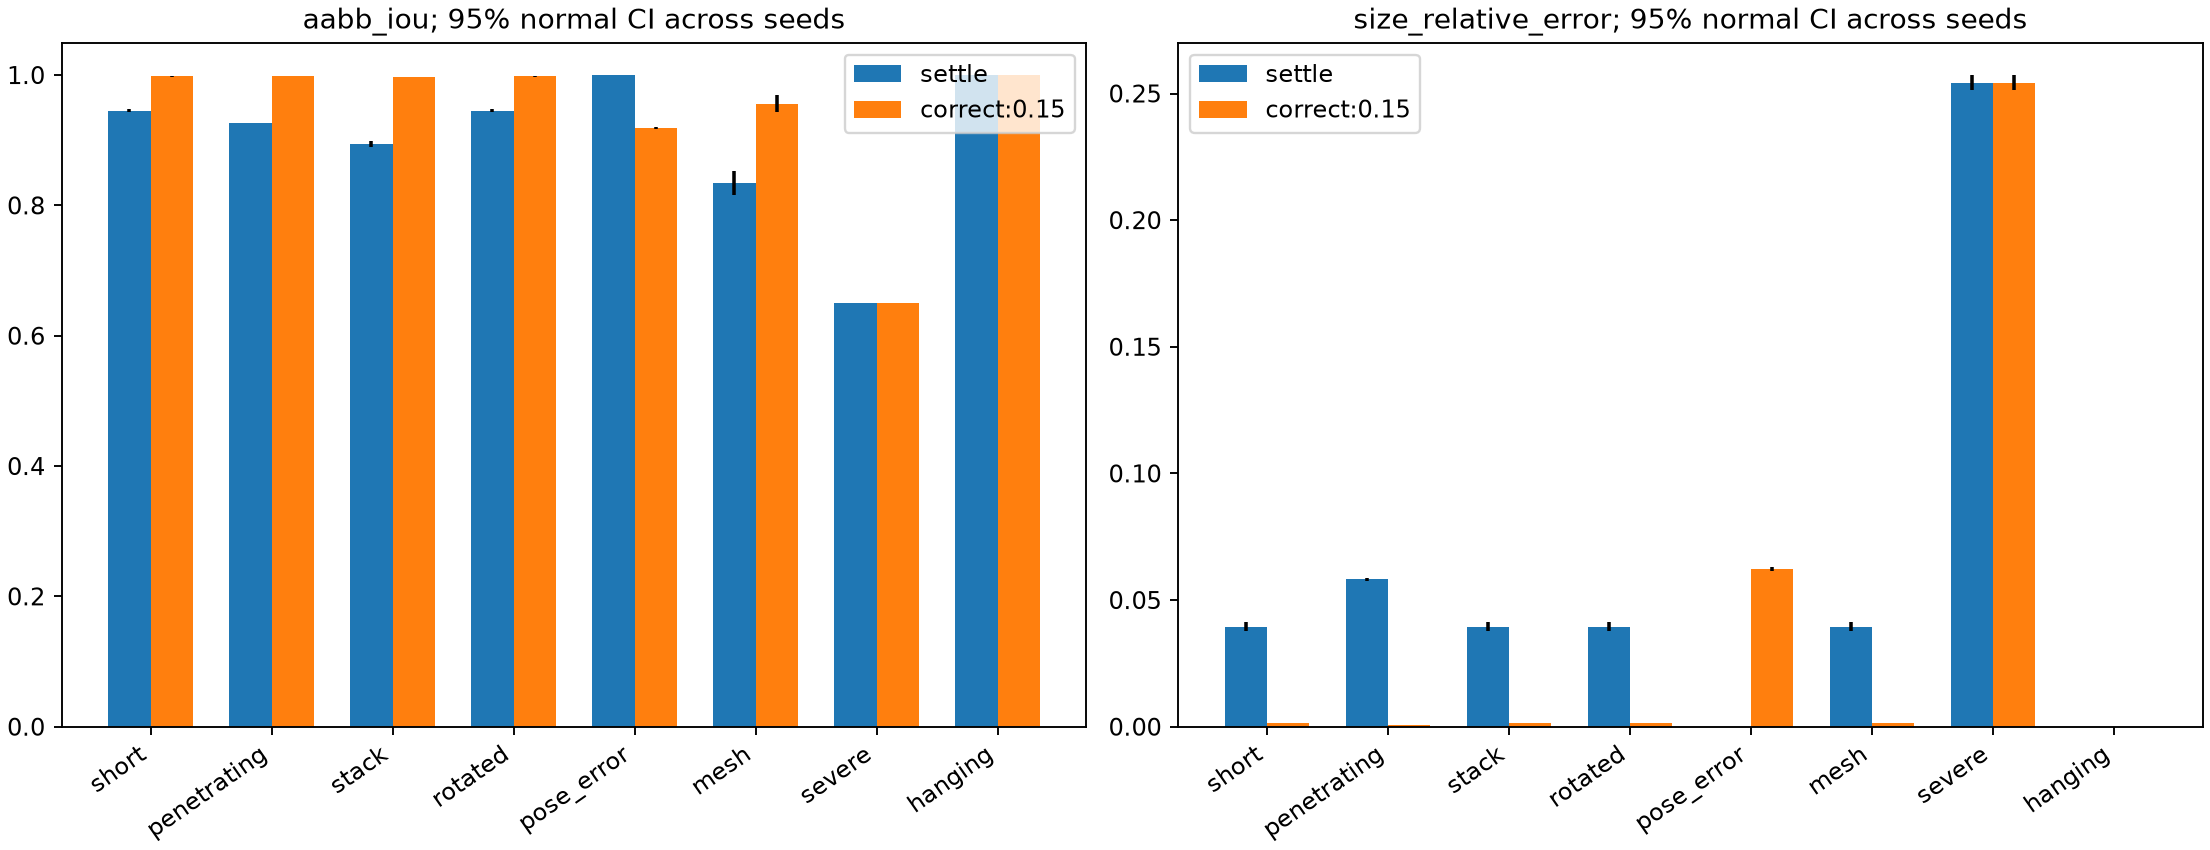 aabb_iou; 95% normal CI across seeds
1.0
0.8
0.6
0.4
0.2
0.0
settle
correct:0.15
short
penetrating
stack
rotated
pose_error
mesh
severe
hanging
size_relative_error; 95% normal CI across seeds
0.25
0.20
0.15
0.10
0.05
0.00
settle
correct:0.15
short
penetrating
stack
rotated
pose_error
mesh
severe
hanging